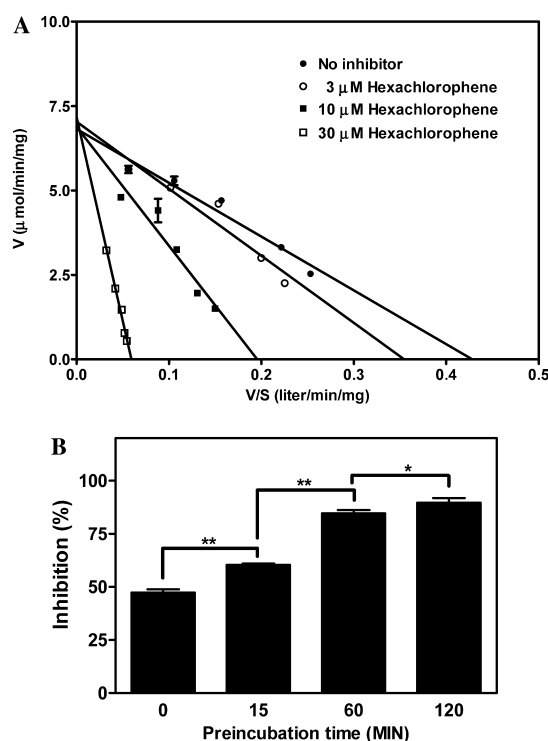 A
10.0
7.5
5.0
2.5
0.0
V (μmol/min/mg)
No inhibitor
3 μM Hexachlorophene
10 μM Hexachlorophene
30 μM Hexachlorophene
0.0
0.1
0.2
0.3
0.4
0.5
V/S (liter/min/mg)
B
100
75
50
25
0
Inhibition (%)
**
**
*
0
15
60
120
Preincubation time (MIN)